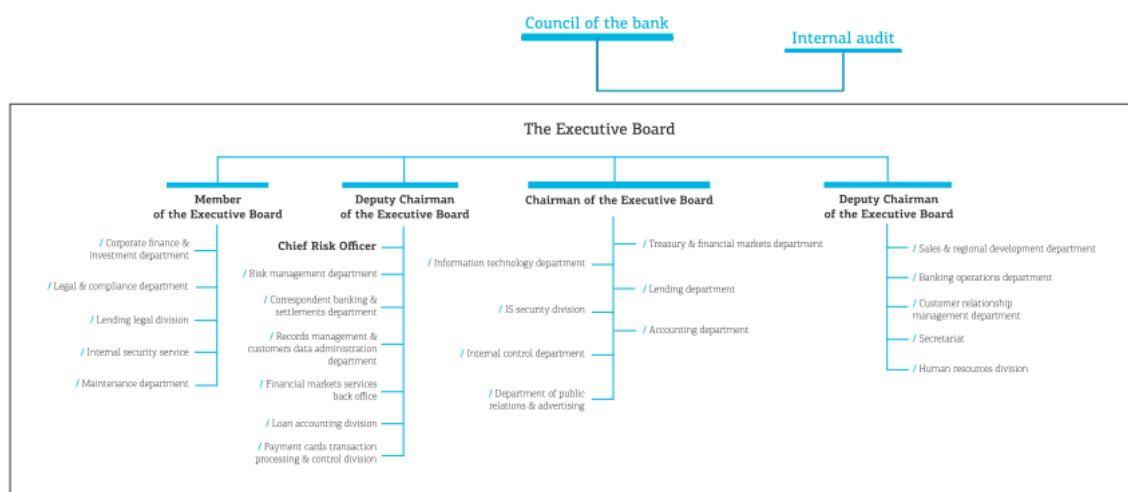 Council of the bank
Internal audit
The Executive Board
Member
of the Executive Board
/ Corporate finance &
investment department
/ Legal & compliance department
/ Lending legal division
/ Internal security service
/ Maintenance department
Deputy Chairman
of the Executive Board
Chief Risk Officer
/ Risk management department
/ Correspondent banking &
settlements department
/ Records management &
customers data administration
department
/ Financial markets services
back office
/ Loan accounting division
/ Payment cards transaction
processing & control division
Chairman of the Executive Board
/ Treasury & financial markets department
/ Information technology department
/ Lending department
/ IS security division
/ Accounting department
/ Internal control department
/ Department of public
relations & advertising
Deputy Chairman
of the Executive Board
/ Sales & regional development department
/ Banking operations department
/ Customer relationship
management department
/ Secretariat
/ Human resources division